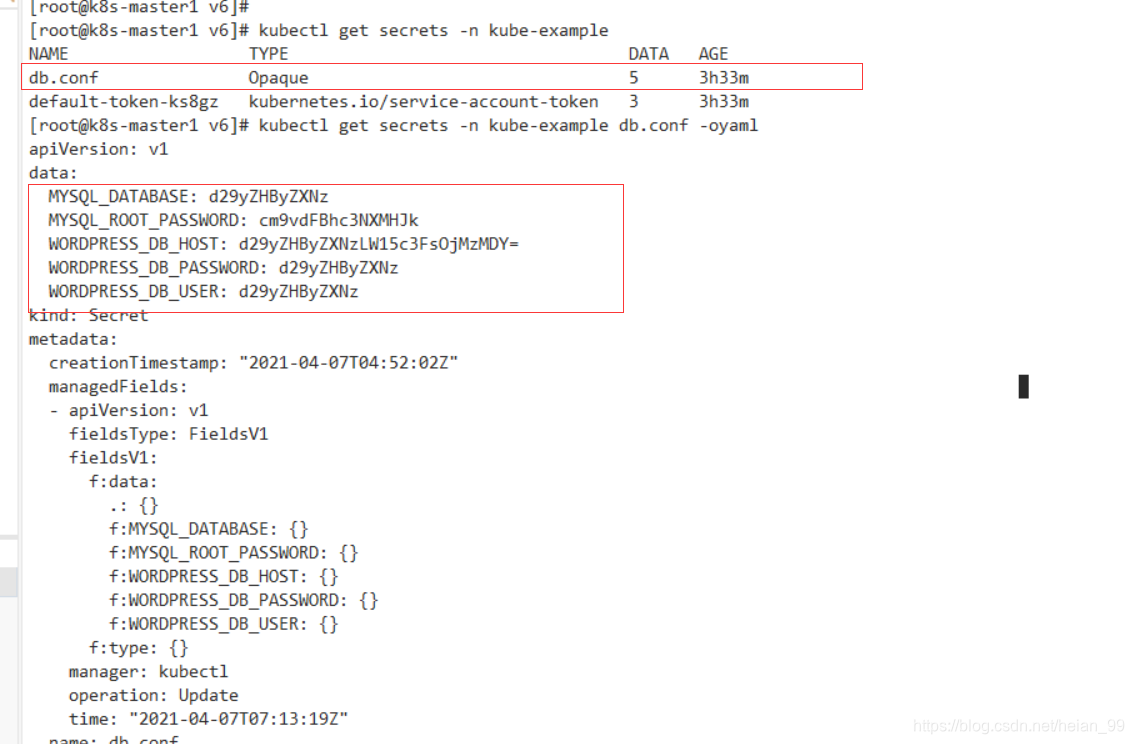 [root@k8s-master1 v6]#
[root@k8s-master1 v6]# kubectl get secrets -n kube-example
NAME TYPE DATA AGE
db.conf Opaque 5 3h33m
default-token-ks8gz kubernetes.io/service-account-token 3 3h33m
[root@k8s-master1 v6]# kubectl get secrets -n kube-example db.conf -oyaml
apiVersion: v1
data:
  MYSQL_DATABASE: d29yZHByZXNz
  MYSQL_ROOT_PASSWORD: cm9vdFBhc3NXMHJk
  WORDPRESS_DB_HOST: d29yZHByZXNzLW15c3FsOjMzMDY=
  WORDPRESS_DB_PASSWORD: d29yZHByZXNz
  WORDPRESS_DB_USER: d29yZHByZXNz
kind: Secret
metadata:
  creationTimestamp: "2021-04-07T04:52:02Z"
  managedFields:
  - apiVersion: v1
    fieldsType: FieldsV1
    fieldsV1:
      f:data:
        .: {}
        f:MYSQL_DATABASE: {}
        f:MYSQL_ROOT_PASSWORD: {}
        f:WORDPRESS_DB_HOST: {}
        f:WORDPRESS_DB_PASSWORD: {}
        f:WORDPRESS_DB_USER: {}
      f:type: {}
    manager: kubectl
    operation: Update
    time: "2021-04-07T07:13:19Z"
  name: db.conf
https://blog.csdn.net/heian_99